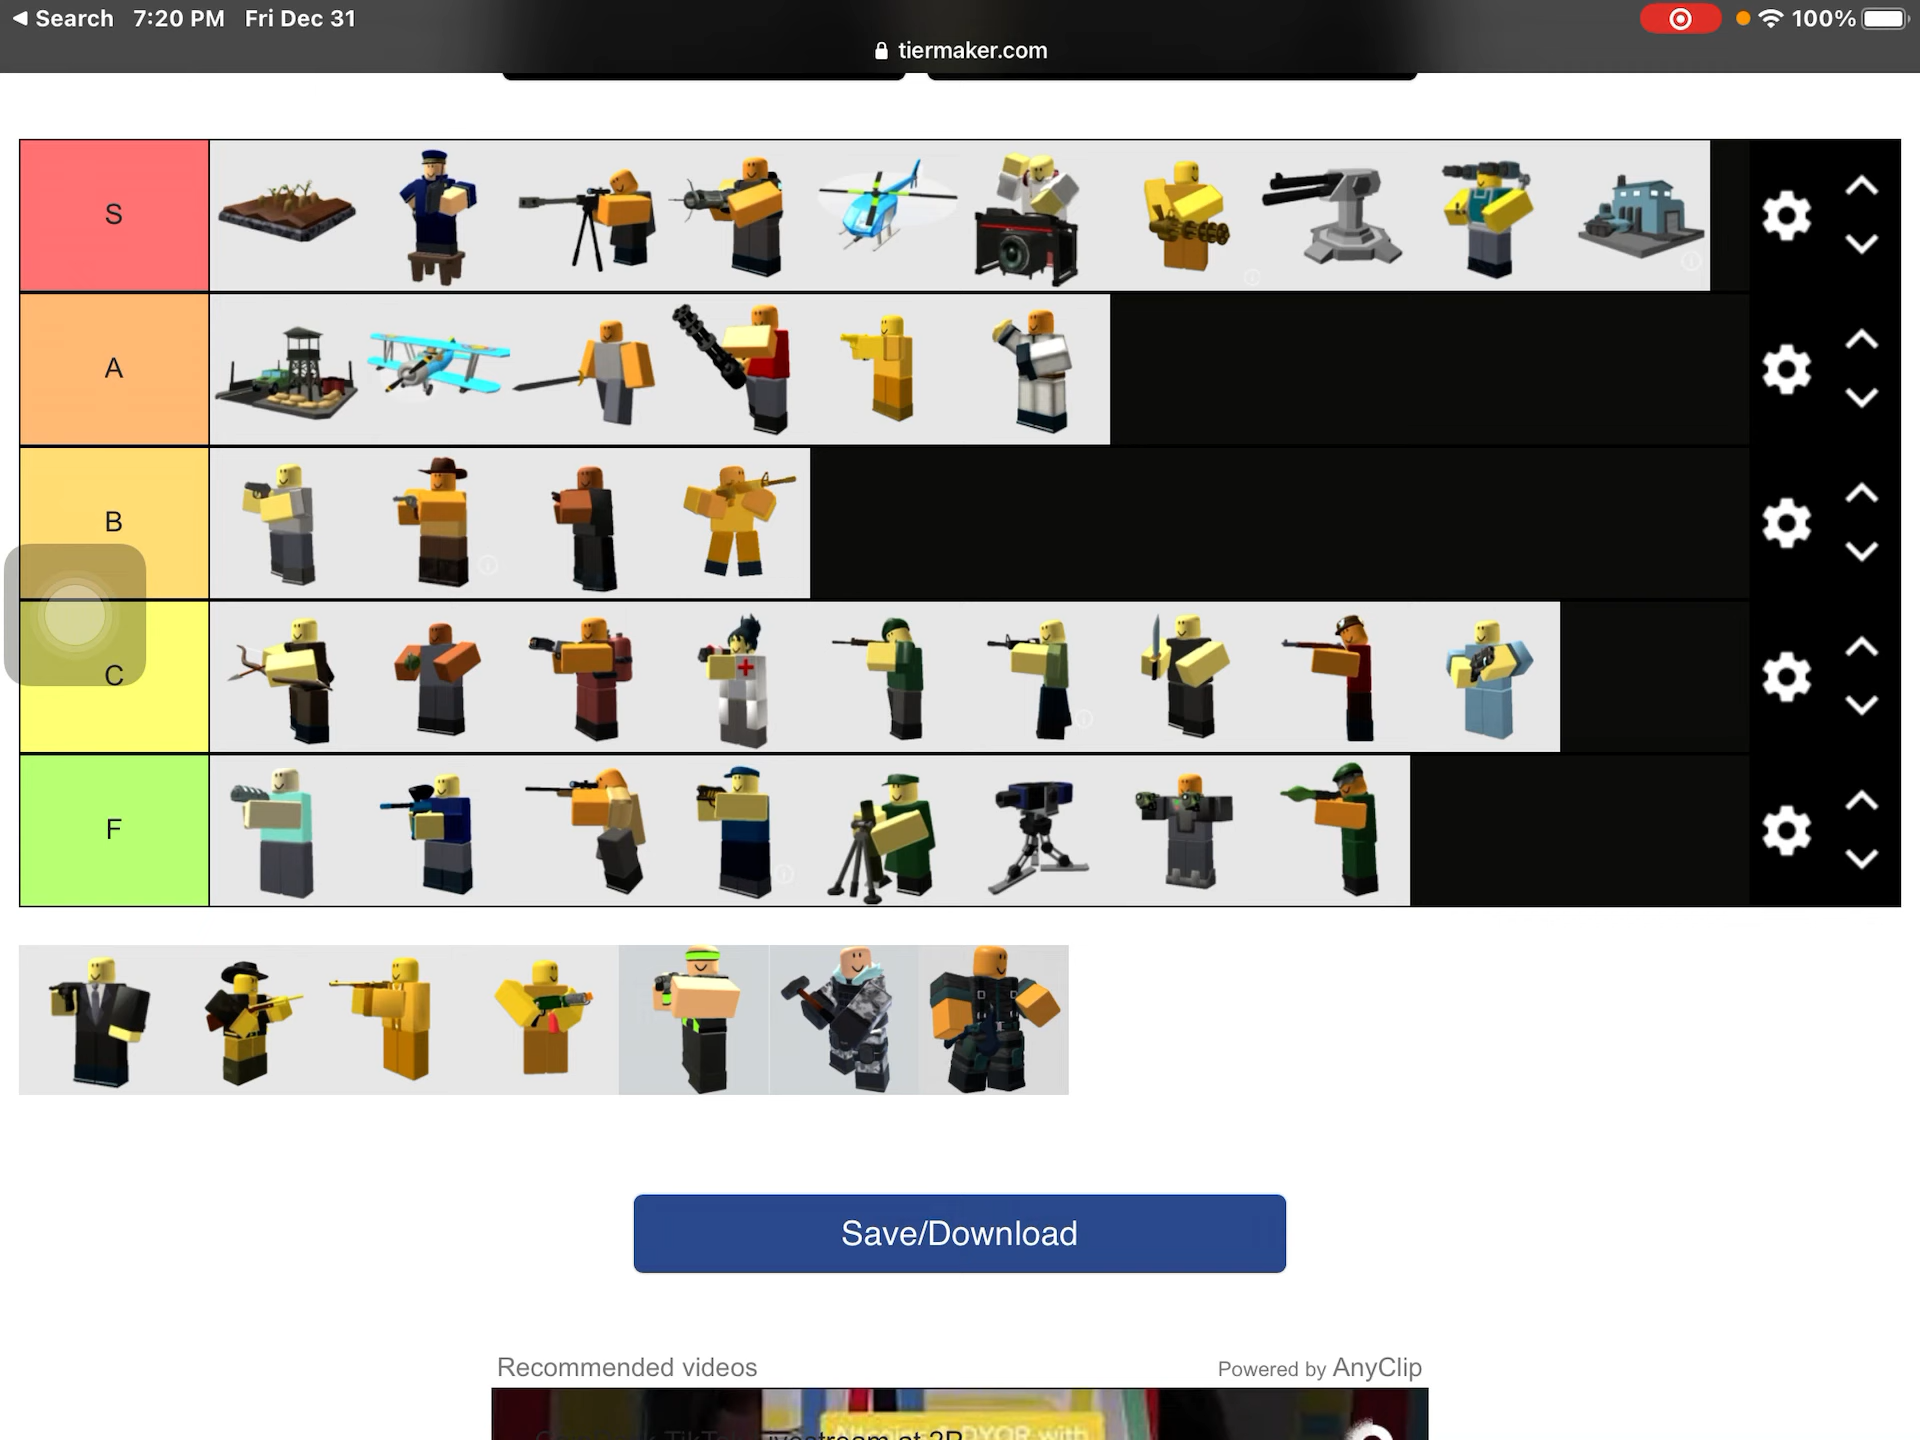 Search 7:20 PM Fri Dec 31
100%
tiermaker.com
S
A
B
C
F
Save/Download
Recommended videos
Powered by AnyClip